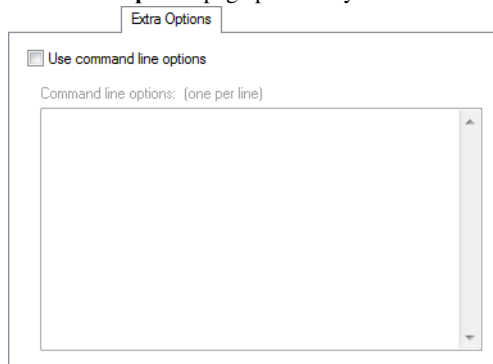 Extra Options
Use command line options
Command line options: (one per line)